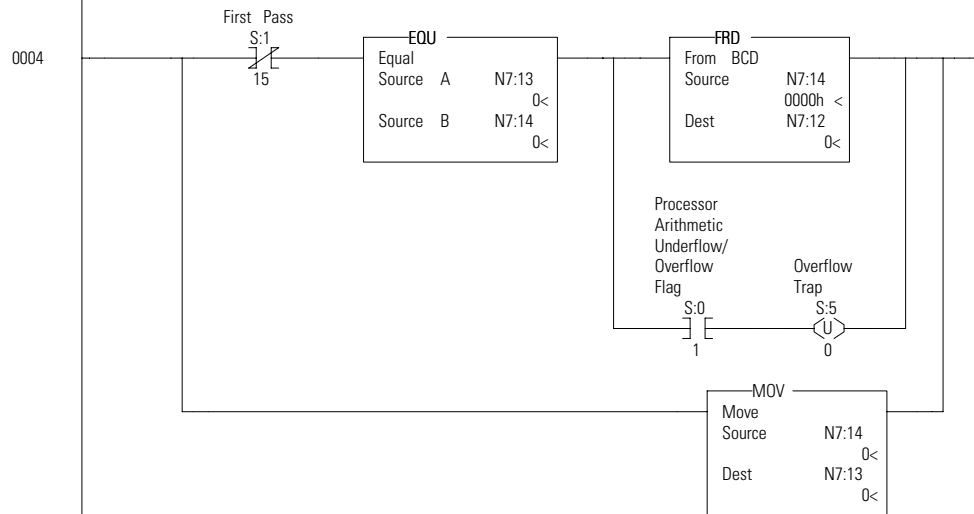 First Pass
S:1
15
0004
EQU
Equal
Source A N7:13
0<
Source B N7:14
0<
FRD
From BCD
Source N7:14
0000h <
Dest N7:12
0<
Processor
Arithmetic
Underflow/
Overflow
Flag
S:0
1
Overflow
Trap
S:5
U
0
MOV
Move
Source N7:14
0<
Dest N7:13
0<